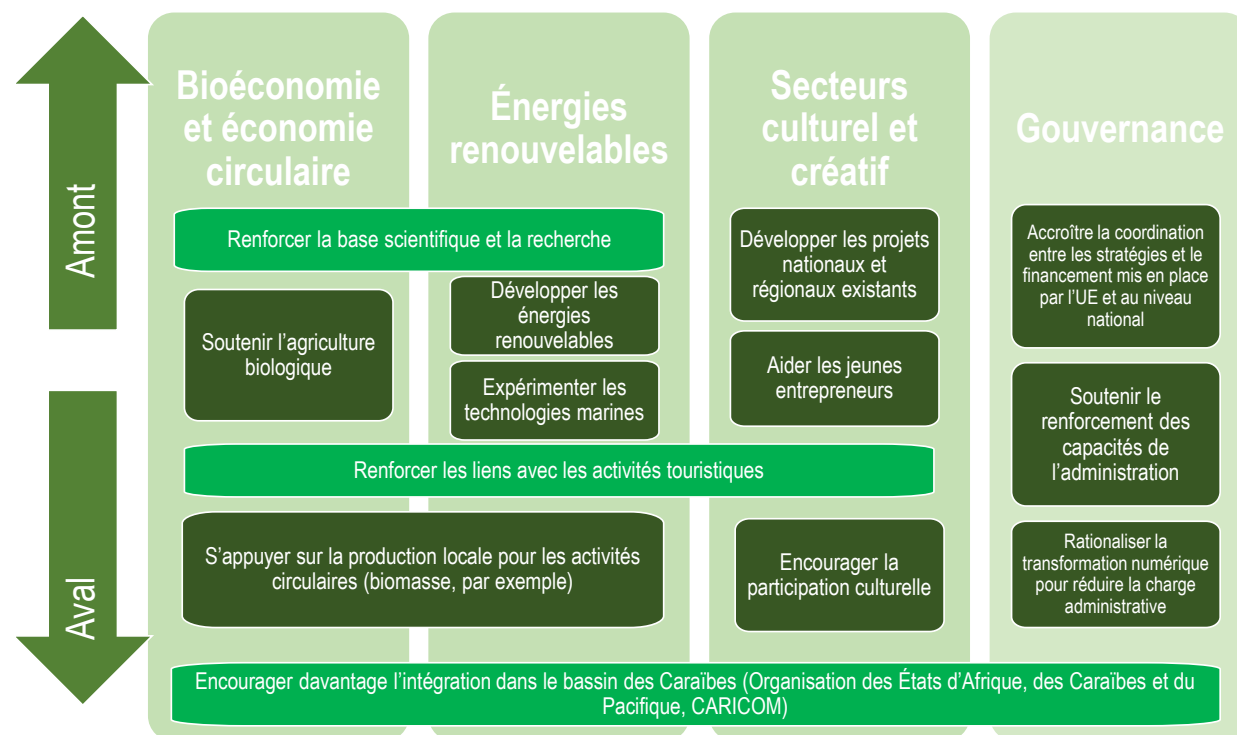 Amont
Aval
Bioéconomie
et économie
circulaire
Énergies
renouvelables
Secteurs
culturel et
créatif
Gouvernance
Renforcer la base scientifique et la recherche
Soutenir l’agriculture
biologique
Développer les
énergies
renouvelables
Expérimenter les
technologies marines
Développer les projets
nationaux et
régionaux existants
Aider les jeunes
entrepreneurs
Accroître la coordination
entre les stratégies et le
financement mis en place
par l’UE et au niveau
national
Soutenir le
renforcement des
capacités de
l’administration
Renforcer les liens avec les activités touristiques
S’appuyer sur la production locale pour les activités
circulaires (biomasse, par exemple)
Encourager la
participation culturelle
Rationaliser la
transformation numérique
pour réduire la charge
administrative
Encourager davantage l’intégration dans le bassin des Caraïbes (Organisation des États d’Afrique, des Caraïbes et du
Pacifique, CARICOM)